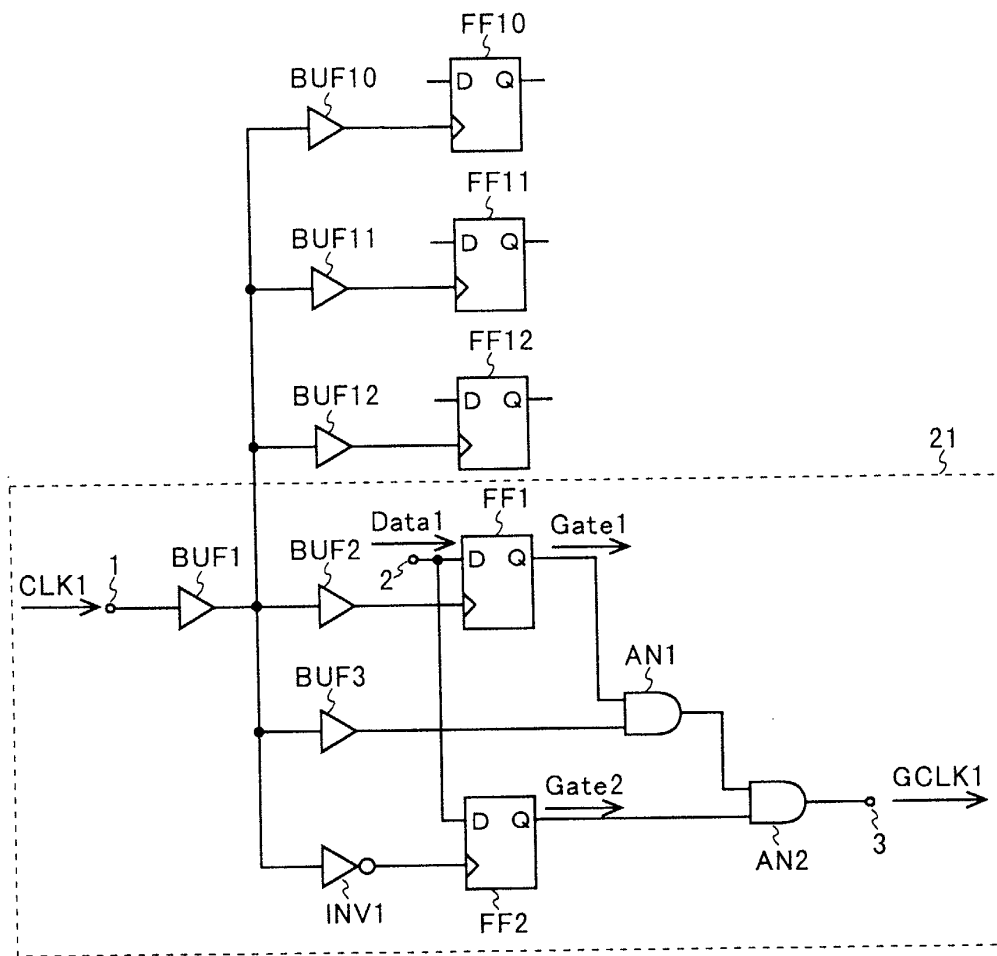 FF10
BUF10
D Q
FF11
BUF11
D Q
FF12
BUF12
D Q
21
FF1
Data1
Gate1
BUF2
1
BUF1
2
D Q
CLK1
AN1
BUF3
Gate2
GCLK1
D Q
3
AN2
INV1
FF2